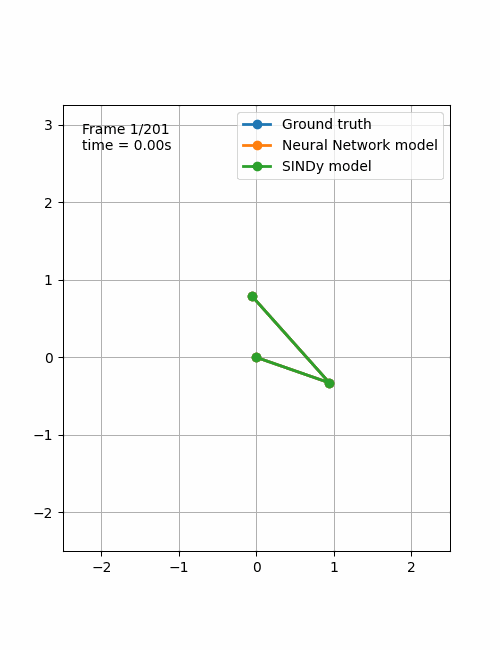 Frame 1/201
time = 0.00s
Ground truth
Neural Network model
SINDy model
3
2
1
0
−1
−2
−2
−1
0
1
2